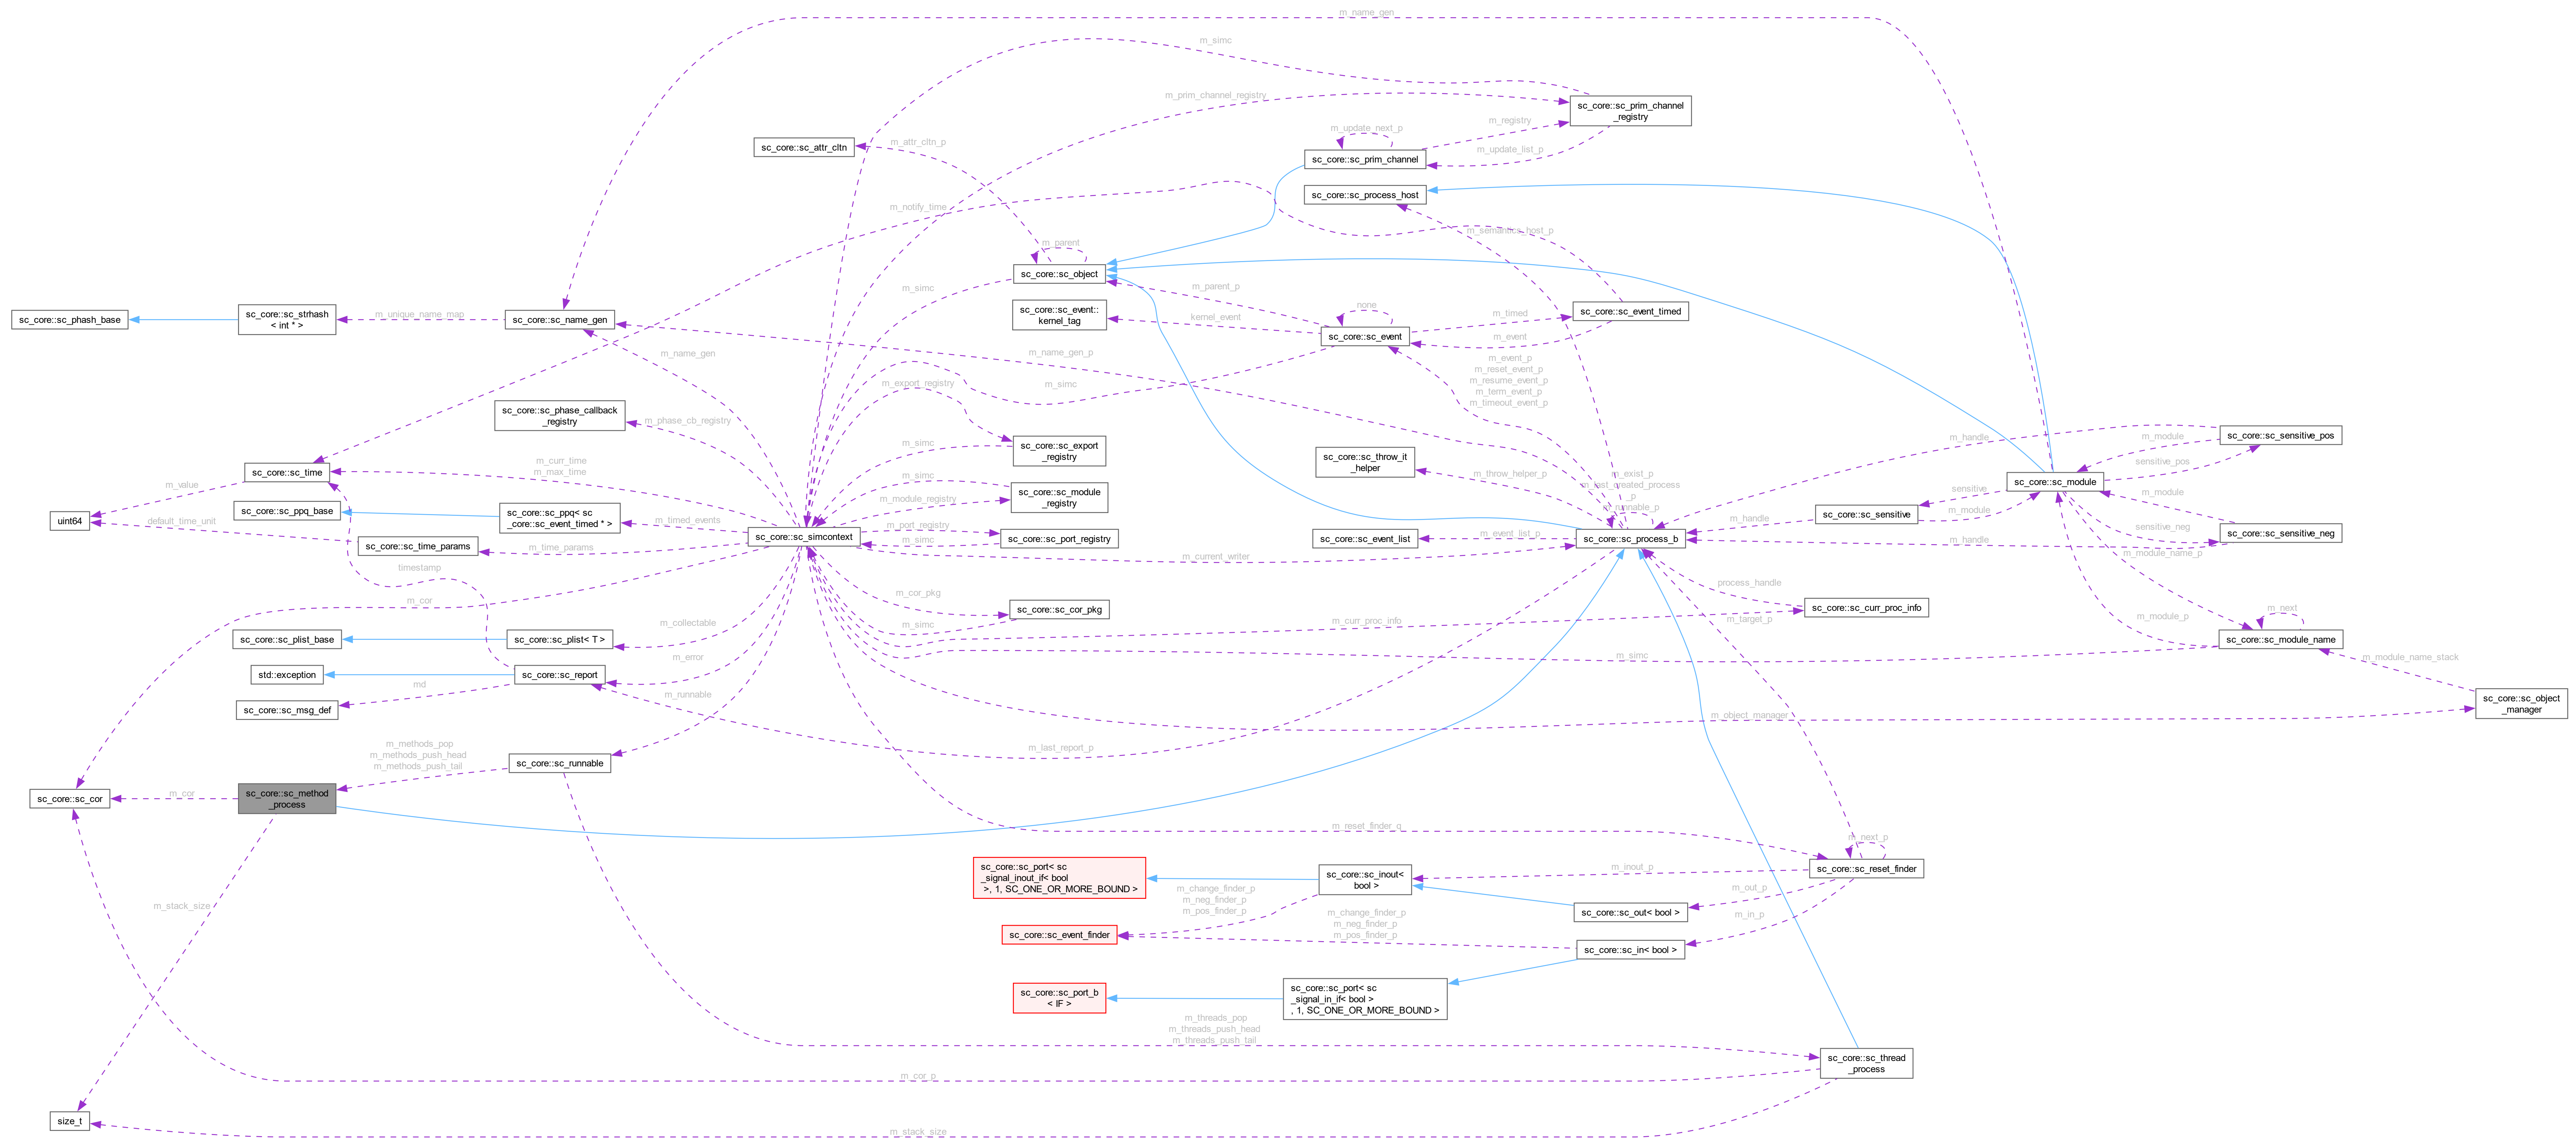 m_name_gen
m_simc
m_prim_channel_registry
sc_core::sc_prim_channel
_registry
m_update_next_p
m_registry
sc_core::sc_attr_cltn
m_attr_cltn_p
m_update_list_p
sc_core::sc_prim_channel
sc_core::sc_process_host
m_notify_time
m_semantics_host_p
m_parent
sc_core::sc_object
m_simc
m_parent_p
sc_core::sc_phash_base
sc_core::sc_strhash
< int * >
m_unique_name_map
sc_core::sc_name_gen
sc_core::sc_event::
kernel_tag
kernel_event
none
sc_core::sc_event
m_timed
m_event
sc_core::sc_event_timed
m_name_gen
m_name_gen_p
m_simc
m_event_p
m_reset_event_p
m_resume_event_p
m_term_event_p
m_timeout_event_p
m_export_registry
sc_core::sc_phase_callback
_registry
m_phase_cb_registry
sc_core::sc_export
_registry
m_simc
sc_core::sc_throw_it
_helper
m_throw_helper_p
m_exist_p
m_last_created_process
_p
m_runnable_p
m_handle
m_module
sensitive_pos
sc_core::sc_sensitive_pos
sc_core::sc_time
m_curr_time
m_max_time
m_value
m_simc
m_module_registry
sc_core::sc_module
_registry
sc_core::sc_module
sensitive
m_module
sc_core::sc_ppq_base
sc_core::sc_ppq< sc
_core::sc_event_timed * >
m_timed_events
uint64
default_time_unit
sc_core::sc_time_params
m_time_params
sc_core::sc_simcontext
m_port_registry
m_simc
sc_core::sc_port_registry
m_current_writer
sc_core::sc_event_list
m_event_list_p
sc_core::sc_process_b
m_handle
sc_core::sc_sensitive
m_module
sensitive_neg
m_handle
sc_core::sc_sensitive_neg
m_module_name_p
timestamp
m_cor
m_cor_pkg
m_simc
sc_core::sc_cor_pkg
process_handle
sc_core::sc_curr_proc_info
m_curr_proc_info
m_target_p
m_module_p
m_next
sc_core::sc_module_name
sc_core::sc_plist_base
sc_core::sc_plist< T >
m_collectable
m_simc
m_module_name_stack
std::exception
sc_core::sc_report
m_error
md
sc_core::sc_msg_def
m_runnable
m_object_manager
sc_core::sc_object
_manager
m_last_report_p
m_methods_pop
m_methods_push_head
m_methods_push_tail
sc_core::sc_runnable
sc_core::sc_cor
m_cor
sc_core::sc_method
_process
m_reset_finder_q
m_next_p
sc_core::sc_reset_finder
sc_core::sc_port< sc
_signal_inout_if< bool
>, 1, SC_ONE_OR_MORE_BOUND >
sc_core::sc_inout<
bool >
m_inout_p
m_change_finder_p
m_neg_finder_p
m_pos_finder_p
m_out_p
sc_core::sc_out< bool >
m_in_p
m_stack_size
sc_core::sc_event_finder
m_change_finder_p
m_neg_finder_p
m_pos_finder_p
sc_core::sc_in< bool >
sc_core::sc_port_b
< IF >
sc_core::sc_port< sc
_signal_in_if< bool >
, 1, SC_ONE_OR_MORE_BOUND >
m_threads_pop
m_threads_push_head
m_threads_push_tail
sc_core::sc_thread
_process
m_cor_p
size_t
m_stack_size